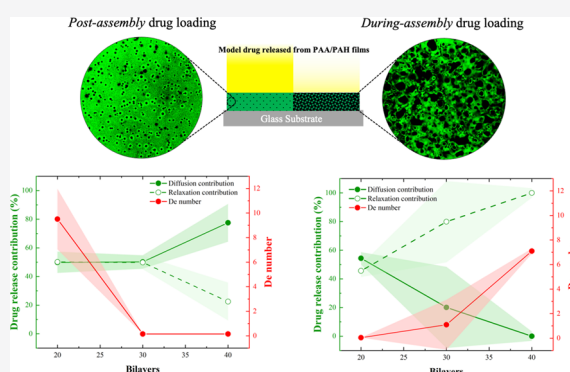 Post-assembly drug loading
During-assembly drug loading
Model drug released from PAA/PAH films
Glass Substrate
Drug release contribution (%)
100
80
60
40
20
0
Diffusion contribution
Relaxation contribution
De number
12
10
8
6
4
2
0
De number
20
25
30
35
40
Bilayers
Drug release contribution (%)
100
80
60
40
20
0
Diffusion contribution
Relaxation contribution
De number
12
10
8
6
4
2
0
20
25
30
35
40
Bilayers